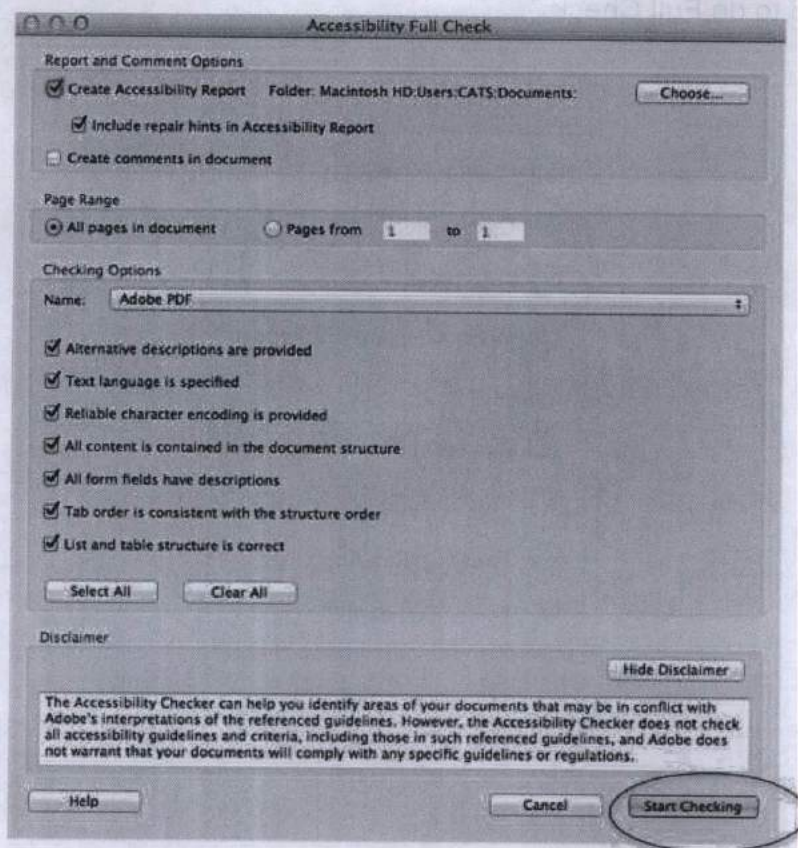 Accessibility Full Check
Report and Comment Options
Create Accessibility Report Folder: Macintosh HD:Users:CATS:Documents: Choose...
Include repair hints in Accessibility Report
Create comments in document
Page Range
All pages in document Pages from 1 to 1
Checking Options
Name: Adobe PDF
Alternative descriptions are provided
Text language is specified
Reliable character encoding is provided
All content is contained in the document structure
All form fields have descriptions
Tab order is consistent with the structure order
List and table structure is correct
Select All Clear All
Disclaimer
Hide Disclaimer
The Accessibility Checker can help you identify areas of your documents that may be in conflict with
Adobe's interpretations of the referenced guidelines. However, the Accessibility Checker does not check
all accessibility guidelines and criteria, including those in such referenced guidelines, and Adobe does
not warrant that your documents will comply with any specific guidelines or regulations.
Help Cancel Start Checking